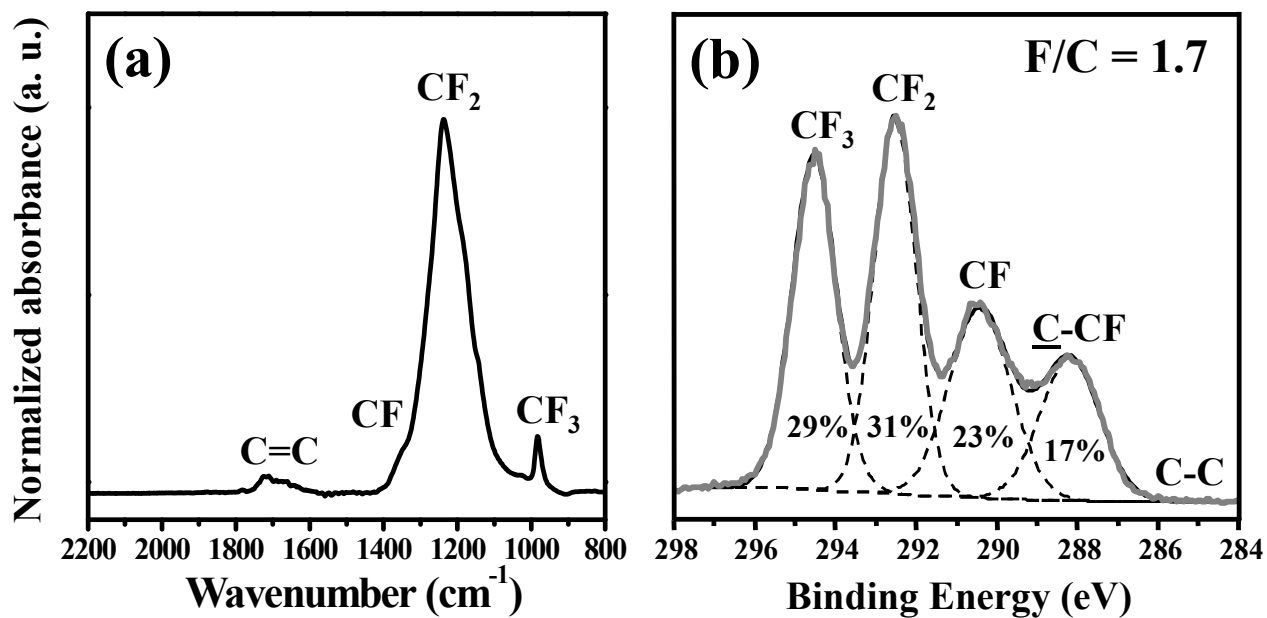 (a)
CF₂
CF
CF₃
C=C
Normalized absorbance (a. u.)
2200 2000 1800 1600 1400 1200 1000 800
Wavenumber (cm⁻¹)
(b)
F/C = 1.7
CF₃
CF₂
CF
C-CF
C-C
29% 31% 23% 17%
298 296 294 292 290 288 286 284
Binding Energy (eV)